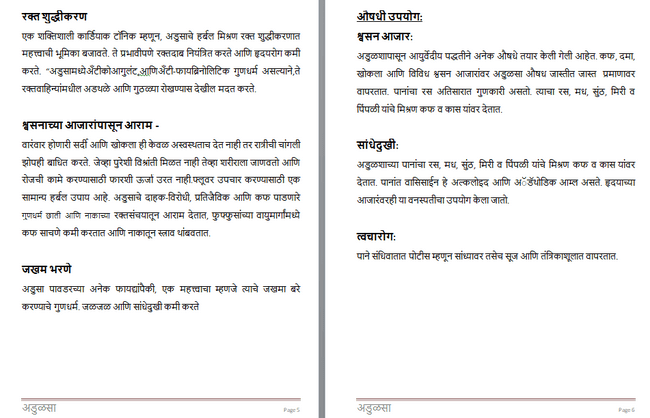 रक्त शुद्धीकरण
एक शक्तिशाली कार्डियाक टॉनिक म्हणून, अडुसाचे हर्बल मिश्रण रक्त शुद्धीकरणात
महत्त्वाची भूमिका बजावते. ते प्रभावीपणे रक्तदाब नियंत्रित करते आणि हृदयरोग कमी
करते. "अडुसामध्येअँटीकोआगुलंट,आणिअँटी-फायब्रिनोलिटिक गुणधर्म असल्याने,ते
रक्तवाहिन्यांमधील अडथळे आणि गुठळ्या रोखण्यास देखील मदत करते.
श्वसनाच्या आजारांपासून आराम -
वारंवार होणारी सर्दी आणि खोकला ही केवळ अस्वस्थताच देत नाही तर रात्रीची चांगली
झोपही बाधित करते. जेव्हा पुरेशी विश्रांती मिळत नाही तेव्हा शरीराला जाणवतो आणि
रोजची कामे करण्यासाठी फारशी ऊर्जा उरत नाही.फ्लूवर उपचार करण्यासाठी एक
सामान्य हर्बल उपाय आहे. अडुसाचे दाहक-विरोधी, प्रतिजैविक आणि कफ पाडणारे
गुणधर्म छाती आणि नाकाच्या रक्तसंचयातून आराम देतात, फुफ्फुसांच्या वायुमार्गांमध्ये
कफ साचणे कमी करतात आणि नाकातून स्त्राव थांबवतात.
जखम भरणे
अडुसा पावडरच्या अनेक फायद्यांपैकी, एक महत्त्वाचा म्हणजे त्याचे जखमा बरे
करण्याचे गुणधर्म. जळजळ आणि सांधेदुखी कमी करते
अडुळसा Page 5
औषधी उपयोग:
श्वसन आजार:
अडुळशापासून आयुर्वेदीय पद्धतीने अनेक औषधे तयार केली गेली आहेत. कफ, दमा,
खोकला आणि विविध श्वसन आजारांवर अडुळसा औषध जास्तीत जास्त प्रमाणावर
वापरतात. पानांचा रस अतिसारात गुणकारी असतो. त्याचा रस, मध, सुंठ, मिरी व
पिंपळी यांचे मिश्रण कफ व कास यांवर देतात.
सांधेदुखी:
अडुळशाच्या पानांचा रस, मध, सुंठ, मिरी व पिंपळी यांचे मिश्रण कफ व कास यांवर
देतात. पानांत वासिसाईन हे अल्कलोइद आणि अॅडॅथोडिक आम्ल असते. हृदयाच्या
आजारांवरही या वनस्पतीचा उपयोग केला जातो.
त्वचारोग:
पाने संधिवातात पोटीस म्हणून सांध्यावर तसेच सूज आणि तंत्रिकाशूलात वापरतात.
अडुळसा Page 6